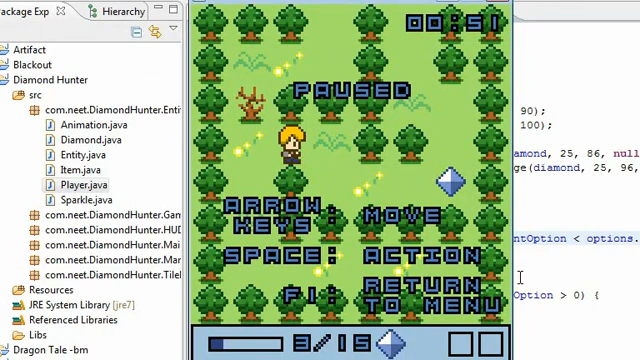 Package Exp
Hierarchy
Artifact
Blackout
Diamond Hunter
src
com.neet.DiamondHunter.Enti
Animation.java
Diamond.java
Entity.java
Item.java
Player.java
Sparkle.java
com.neet.DiamondHunter.Gam
com.neet.DiamondHunter.HUD
com.neet.DiamondHunter.Mai
com.neet.DiamondHunter.Mar
com.neet.DiamondHunter.Tile
Resources
JRE System Library [jre7]
Referenced Libraries
Libs
Dragon Tale -bm
00:51
PAUSED
ARROW
KEYS: MOVE
SPACE: ACTION
F1: RETURN
TO MENU
3/15
90);
100);
amond, 25, 86, null
ge(diamond, 25, 96,
ntOption < options.
Option > 0) {